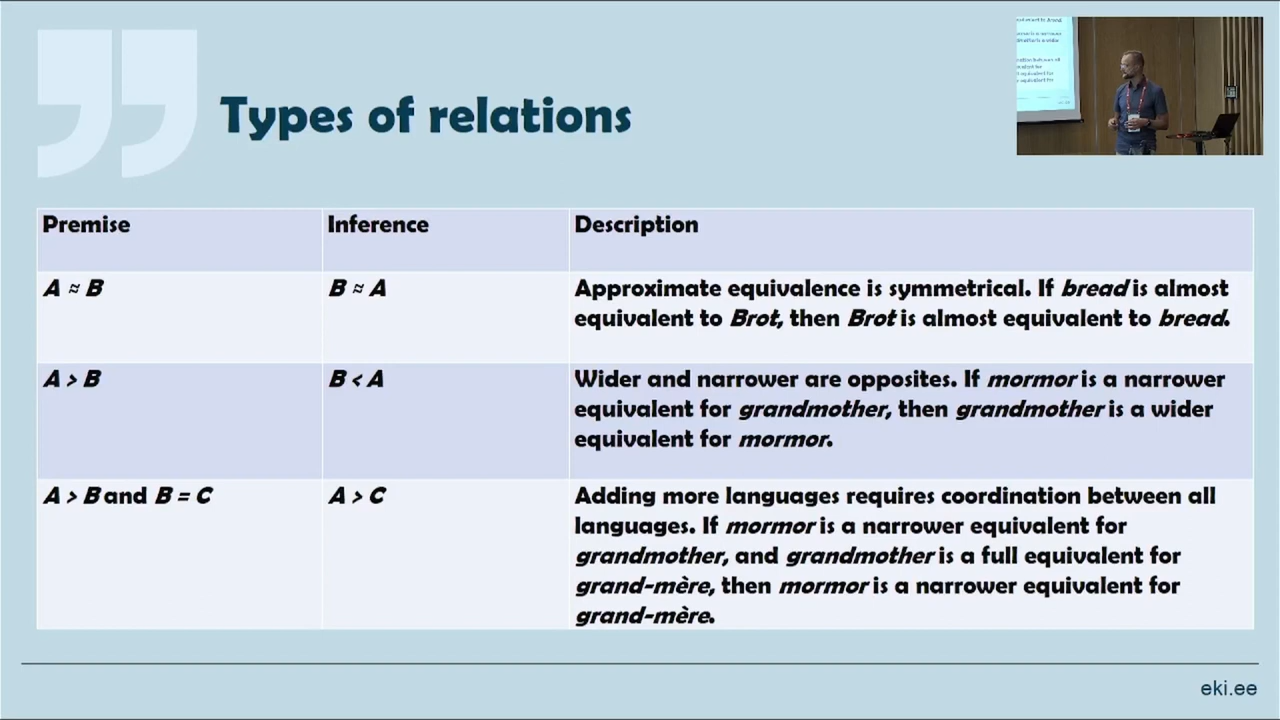 Types of relations
Premise Inference Description
A ≈ B B ≈ A Approximate equivalence is symmetrical. If bread is almost
equivalent to Brot, then Brot is almost equivalent to bread.
A > B B < A Wider and narrower are opposites. If mormor is a narrower
equivalent for grandmother, then grandmother is a wider
equivalent for mormor.
A > B and B = C A > C Adding more languages requires coordination between all
languages. If mormor is a narrower equivalent for
grandmother, and grandmother is a full equivalent for
grand-mère, then mormor is a narrower equivalent for
grand-mère.
eki.ee